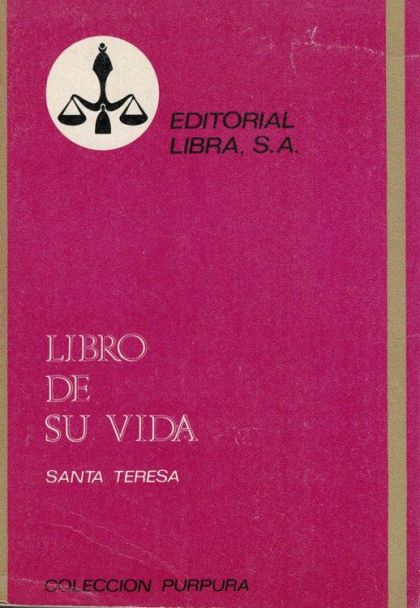 EDITORIAL
LIBRA, S.A.
LIBRO
DE
SU VIDA
SANTA TERESA
COLECCION PURPURA